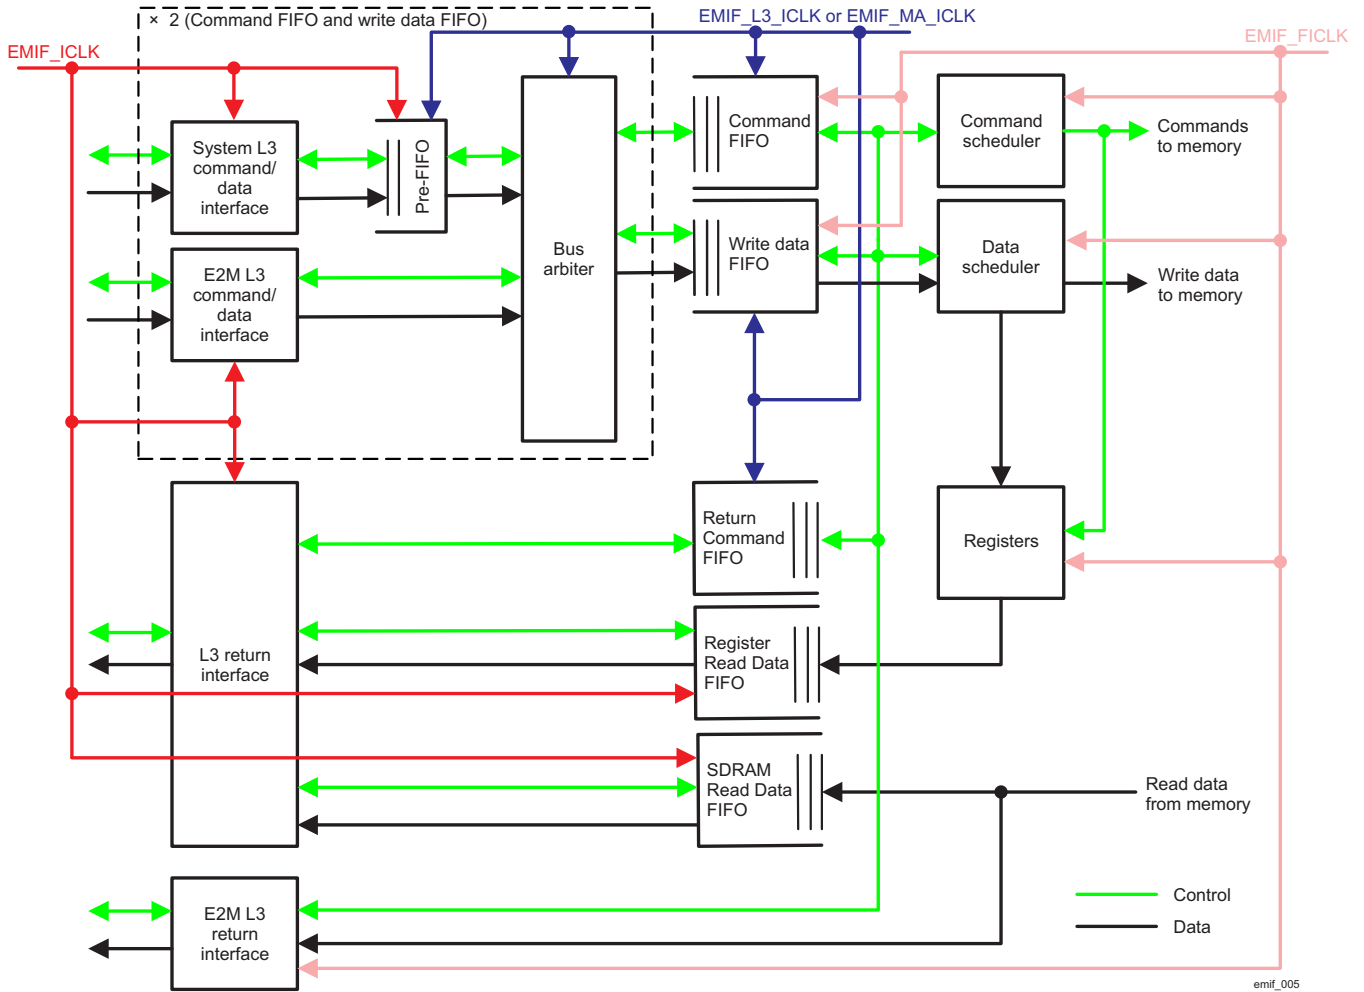 × 2 (Command FIFO and write data FIFO)
EMIF_L3_ICLK or EMIF_MA_ICLK
EMIF_FICLK
EMIF_ICLK
System L3
command/
data
interface
Pre-FIFO
E2M L3
command/
data
interface
Bus
arbiter
Command
FIFO
Write data
FIFO
Command
scheduler
Data
scheduler
Commands
to memory
Write data
to memory
Return
Command
FIFO
Registers
L3 return
interface
Register
Read Data
FIFO
SDRAM
Read Data
FIFO
Read data
from memory
E2M L3
return
interface
Control
Data
emif_005